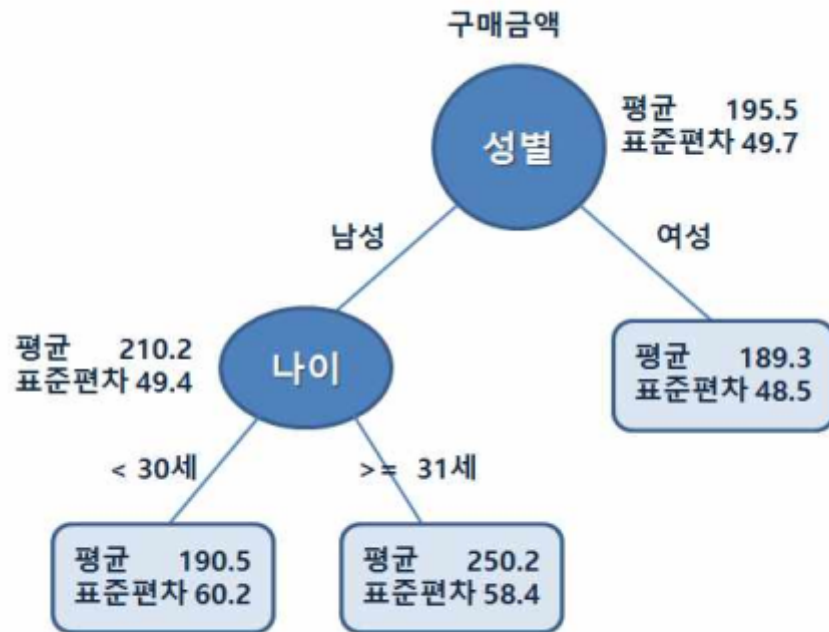 구매금액
성별
평균 195.5
표준편차 49.7
남성
여성
평균 210.2
표준편차 49.4
나이
평균 189.3
표준편차 48.5
< 30세
>= 31세
평균 190.5
표준편차 60.2
평균 250.2
표준편차 58.4